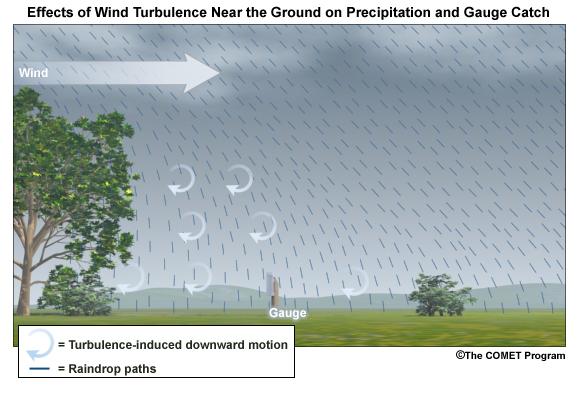 Effects of Wind Turbulence Near the Ground on Precipitation and Gauge Catch
Wind
Gauge
= Turbulence-induced downward motion
= Raindrop paths
©The COMET Program